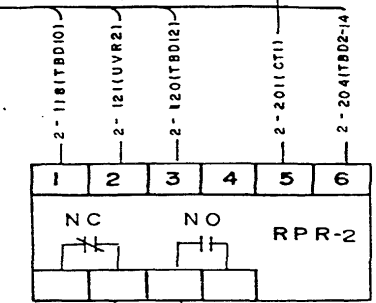 2-118(TBD10)
2-121(UVR2)
2-120(TBD12)
2-201(CT1)
2-204(TBD2-14
1 2 3 4 5 6
NC NO RPR-2